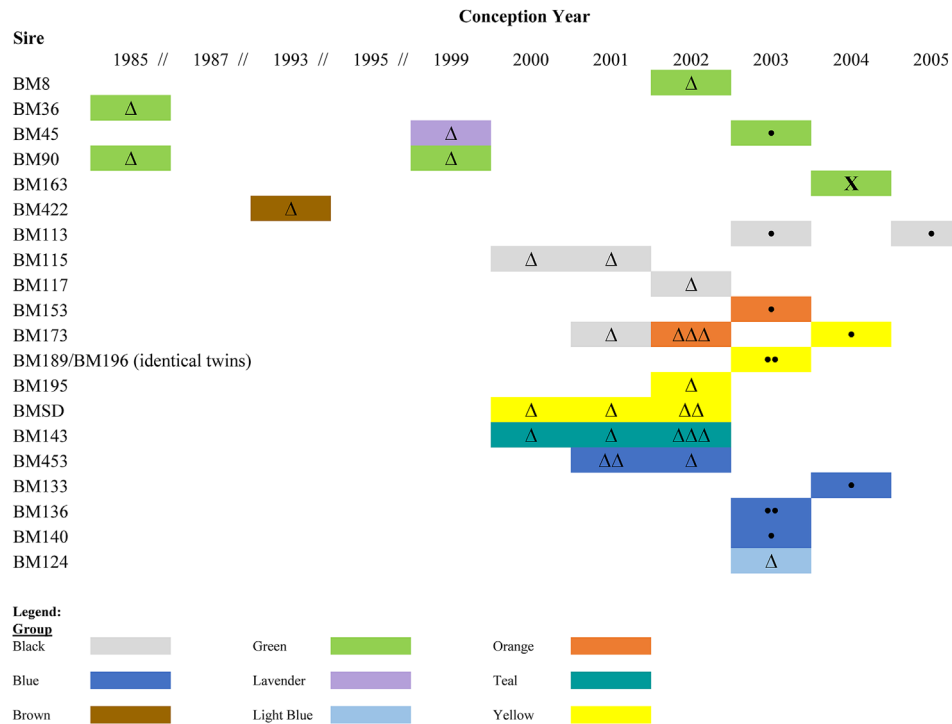 Conception Year
Sire
1985 // 1987 // 1993 // 1995 // 1999 2000 2001 2002 2003 2004 2005
BM8 Δ
BM36 Δ
BM45 Δ •
BM90 Δ Δ
BM163 X
BM422 Δ
BM113 • •
BM115 Δ Δ
BM117 Δ
BM153 •
BM173 Δ ΔΔΔ •
BM189/BM196 (identical twins) ••
BM195 Δ
BMSD Δ Δ ΔΔ
BM143 Δ Δ ΔΔΔ
BM453 ΔΔ Δ
BM133 •
BM136 ••
BM140 •
BM124 Δ
Legend:
Group
Black Green Orange
Blue Lavender Teal
Brown Light Blue Yellow